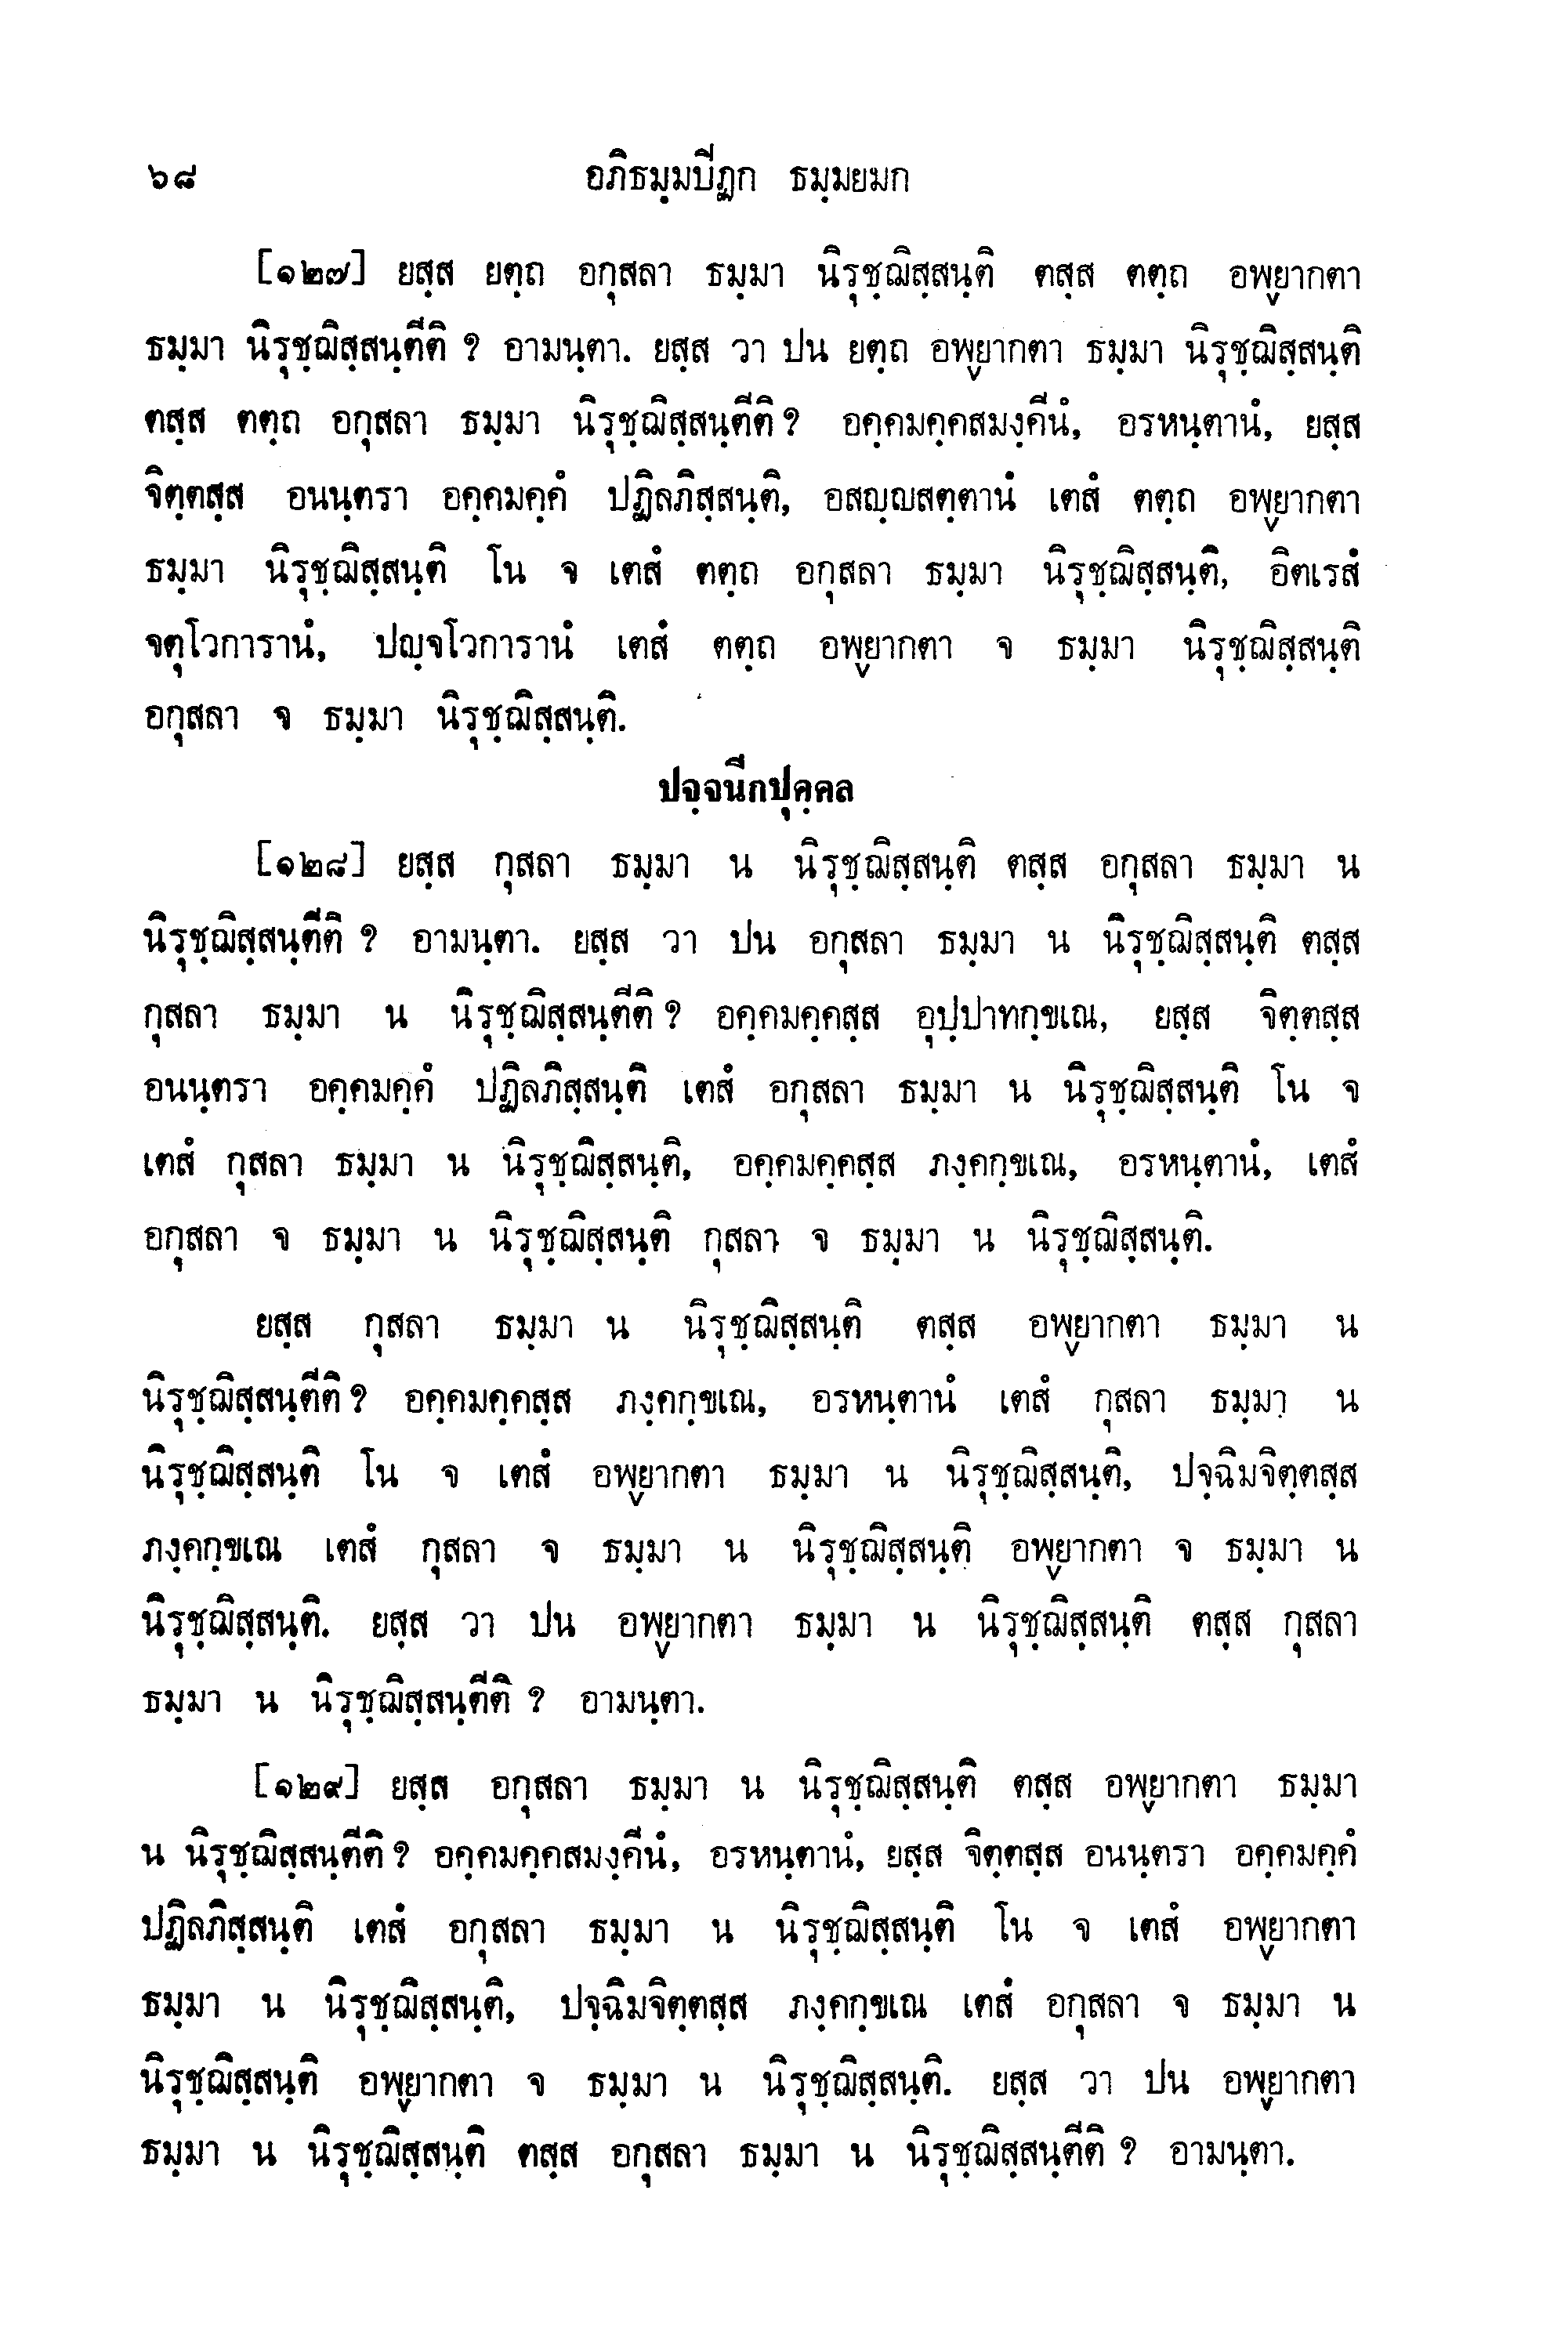 ๖๘ อภิธมฺมปีฏก ธมฺมยมก
[๑๒๗] ยสฺส ยตฺถ อกุสลา ธมฺมา นิรุชฺฌิสฺสนฺติ ตสฺส ตตฺถ อพฺยากตา
ธมฺมา นิรุชฺฌิสฺสนฺตีติ ? อามนฺตา. ยสฺส วา ปน ยตฺถ อพฺยากตา ธมฺมา นิรุชฺฌิสฺสนฺติ
ตสฺส ตตฺถ อกุสลา ธมฺมา นิรุชฺฌิสฺสนฺตีติ ? อคฺคมคฺคสมงฺคีนํ, อรหนฺตานํ, ยสฺส
จิตฺตสฺส อนนฺตรา อคฺคมคฺคํ ปฏิลภิสฺสนฺติ, อสญฺญสตฺตานํ เตสํ ตตฺถ อพฺยากตา
ธมฺมา นิรุชฺฌิสฺสนฺติ โน จ เตสํ ตตฺถ อกุสลา ธมฺมา นิรุชฺฌิสฺสนฺติ, อิตเรสํ
จตุโวการานํ, ปญฺจโวการานํ เตสํ ตตฺถ อพฺยากตา จ ธมฺมา นิรุชฺฌิสฺสนฺติ
อกุสลา จ ธมฺมา นิรุชฺฌิสฺสนฺติ.
ปจฺจนีกปุคฺคล
[๑๒๘] ยสฺส กุสลา ธมฺมา น นิรุชฺฌิสฺสนฺติ ตสฺส อกุสลา ธมฺมา น
นิรุชฺฌิสฺสนฺตีติ ? อามนฺตา. ยสฺส วา ปน อกุสลา ธมฺมา น นิรุชฺฌิสฺสนฺติ ตสฺส
กุสลา ธมฺมา น นิรุชฺฌิสฺสนฺตีติ ? อคฺคมคฺคสฺส อุปฺปาทกฺขเณ, ยสฺส จิตฺตสฺส
อนนฺตรา อคฺคมคฺคํ ปฏิลภิสฺสนฺติ เตสํ อกุสลา ธมฺมา น นิรุชฺฌิสฺสนฺติ โน จ
เตสํ กุสลา ธมฺมา น นิรุชฺฌิสฺสนฺติ, อคฺคมคฺคสฺส ภงฺคกฺขเณ, อรหนฺตานํ, เตสํ
อกุสลา จ ธมฺมา น นิรุชฺฌิสฺสนฺติ กุสลา จ ธมฺมา น นิรุชฺฌิสฺสนฺติ.
ยสฺส กุสลา ธมฺมา น นิรุชฺฌิสฺสนฺติ ตสฺส อพฺยากตา ธมฺมา น
นิรุชฺฌิสฺสนฺตีติ ? อคฺคมคฺคสฺส ภงฺคกฺขเณ, อรหนฺตานํ เตสํ กุสลา ธมฺมา น
นิรุชฺฌิสฺสนฺติ โน จ เตสํ อพฺยากตา ธมฺมา น นิรุชฺฌิสฺสนฺติ, ปจฺฉิมจิตฺตสฺส
ภงฺคกฺขเณ เตสํ กุสลา จ ธมฺมา น นิรุชฺฌิสฺสนฺติ อพฺยากตา จ ธมฺมา น
นิรุชฺฌิสฺสนฺติ. ยสฺส วา ปน อพฺยากตา ธมฺมา น นิรุชฺฌิสฺสนฺติ ตสฺส กุสลา
ธมฺมา น นิรุชฺฌิสฺสนฺตีติ ? อามนฺตา.
[๑๒๙] ยสฺส อกุสลา ธมฺมา น นิรุชฺฌิสฺสนฺติ ตสฺส อพฺยากตา ธมฺมา
น นิรุชฺฌิสฺสนฺตีติ ? อคฺคมคฺคสมงฺคีนํ, อรหนฺตานํ, ยสฺส จิตฺตสฺส อนนฺตรา อคฺคมคฺคํ
ปฏิลภิสฺสนฺติ เตสํ อกุสลา ธมฺมา น นิรุชฺฌิสฺสนฺติ โน จ เตสํ อพฺยากตา
ธมฺมา น นิรุชฺฌิสฺสนฺติ, ปจฺฉิมจิตฺตสฺส ภงฺคกฺขเณ เตสํ อกุสลา จ ธมฺมา น
นิรุชฺฌิสฺสนฺติ อพฺยากตา จ ธมฺมา น นิรุชฺฌิสฺสนฺติ. ยสฺส วา ปน อพฺยากตา
ธมฺมา น นิรุชฺฌิสฺสนฺติ ตสฺส อกุสลา ธมฺมา น นิรุชฺฌิสฺสนฺตีติ ? อามนฺตา.